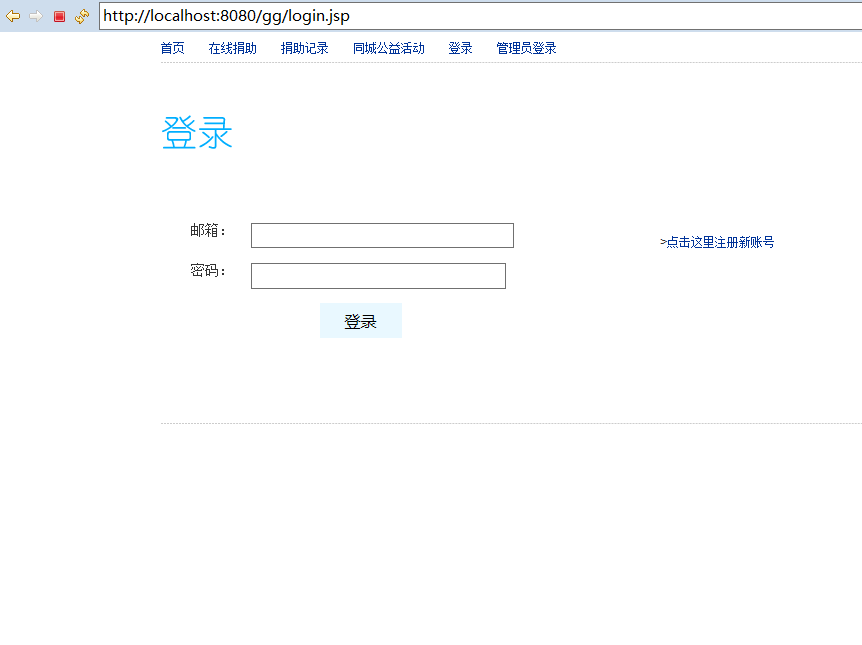 http://localhost:8080/gg/login.jsp
首页 在线捐助 捐助记录 同城公益活动 登录 管理员登录
登录
邮箱：
>点击这里注册新账号
密码：
登录